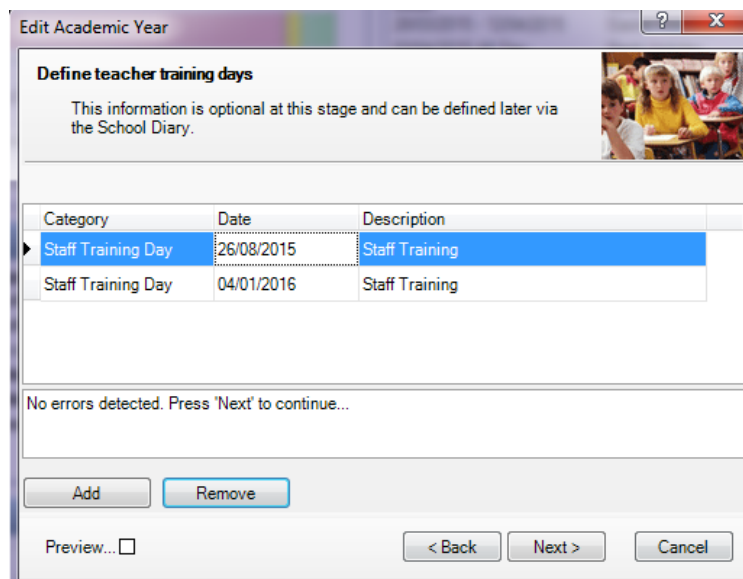 Edit Academic Year
?
X
Define teacher training days
This information is optional at this stage and can be defined later via
the School Diary.
Category Date Description
Staff Training Day 26/08/2015 Staff Training
Staff Training Day 04/01/2016 Staff Training
No errors detected. Press 'Next' to continue...
Add Remove
Preview... < Back Next > Cancel